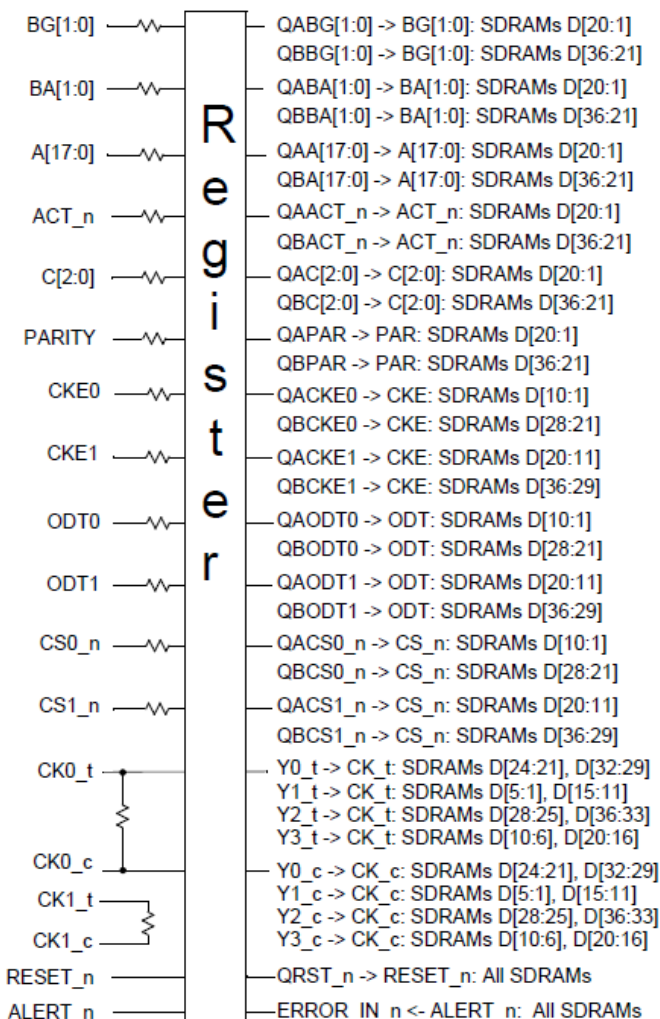 BG[1:0]
QABG[1:0] -> BG[1:0]: SDRAMs D[20:1]
QBBG[1:0] -> BG[1:0]: SDRAMs D[36:21]
BA[1:0]
QABA[1:0] -> BA[1:0]: SDRAMs D[20:1]
QBBA[1:0] -> BA[1:0]: SDRAMs D[36:21]
A[17:0]
QAA[17:0] -> A[17:0]: SDRAMs D[20:1]
QBA[17:0] -> A[17:0]: SDRAMs D[36:21]
ACT_n
QAACT_n -> ACT_n: SDRAMs D[20:1]
QBACT_n -> ACT_n: SDRAMs D[36:21]
C[2:0]
QAC[2:0] -> C[2:0]: SDRAMs D[20:1]
QBC[2:0] -> C[2:0]: SDRAMs D[36:21]
PARITY
QAPAR -> PAR: SDRAMs D[20:1]
QBPAR -> PAR: SDRAMs D[36:21]
CKE0
QACKE0 -> CKE: SDRAMs D[10:1]
QBCKE0 -> CKE: SDRAMs D[28:21]
CKE1
QACKE1 -> CKE: SDRAMs D[20:11]
QBCKE1 -> CKE: SDRAMs D[36:29]
ODT0
QAODT0 -> ODT: SDRAMs D[10:1]
QBODT0 -> ODT: SDRAMs D[28:21]
ODT1
QAODT1 -> ODT: SDRAMs D[20:11]
QBODT1 -> ODT: SDRAMs D[36:29]
CS0_n
QACS0_n -> CS_n: SDRAMs D[10:1]
QBCS0_n -> CS_n: SDRAMs D[28:21]
CS1_n
QACS1_n -> CS_n: SDRAMs D[20:11]
QBCS1_n -> CS_n: SDRAMs D[36:29]
CK0_t
Y0_t -> CK_t: SDRAMs D[24:21], D[32:29]
Y1_t -> CK_t: SDRAMs D[5:1], D[15:11]
Y2_t -> CK_t: SDRAMs D[28:25], D[36:33]
Y3_t -> CK_t: SDRAMs D[10:6], D[20:16]
CK0_c
Y0_c -> CK_c: SDRAMs D[24:21], D[32:29]
Y1_c -> CK_c: SDRAMs D[5:1], D[15:11]
Y2_c -> CK_c: SDRAMs D[28:25], D[36:33]
Y3_c -> CK_c: SDRAMs D[10:6], D[20:16]
CK1_t
CK1_c
RESET_n
QRST_n -> RESET_n: All SDRAMs
ALERT_n
ERROR_IN_n <- ALERT_n: All SDRAMs
Register